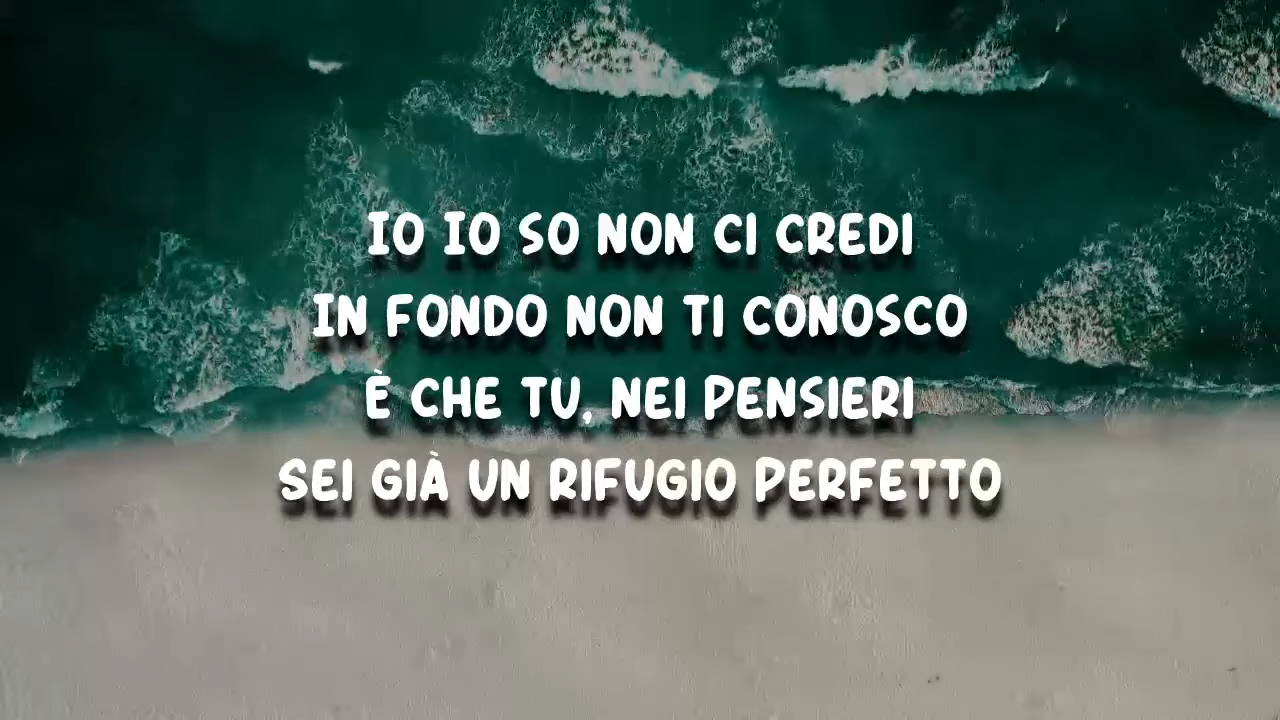 IO IO SO NON CI CREDI
IN FONDO NON TI CONOSCO
È CHE TU, NEI PENSIERI
SEI GIÀ UN RIFUGIO PERFETTO